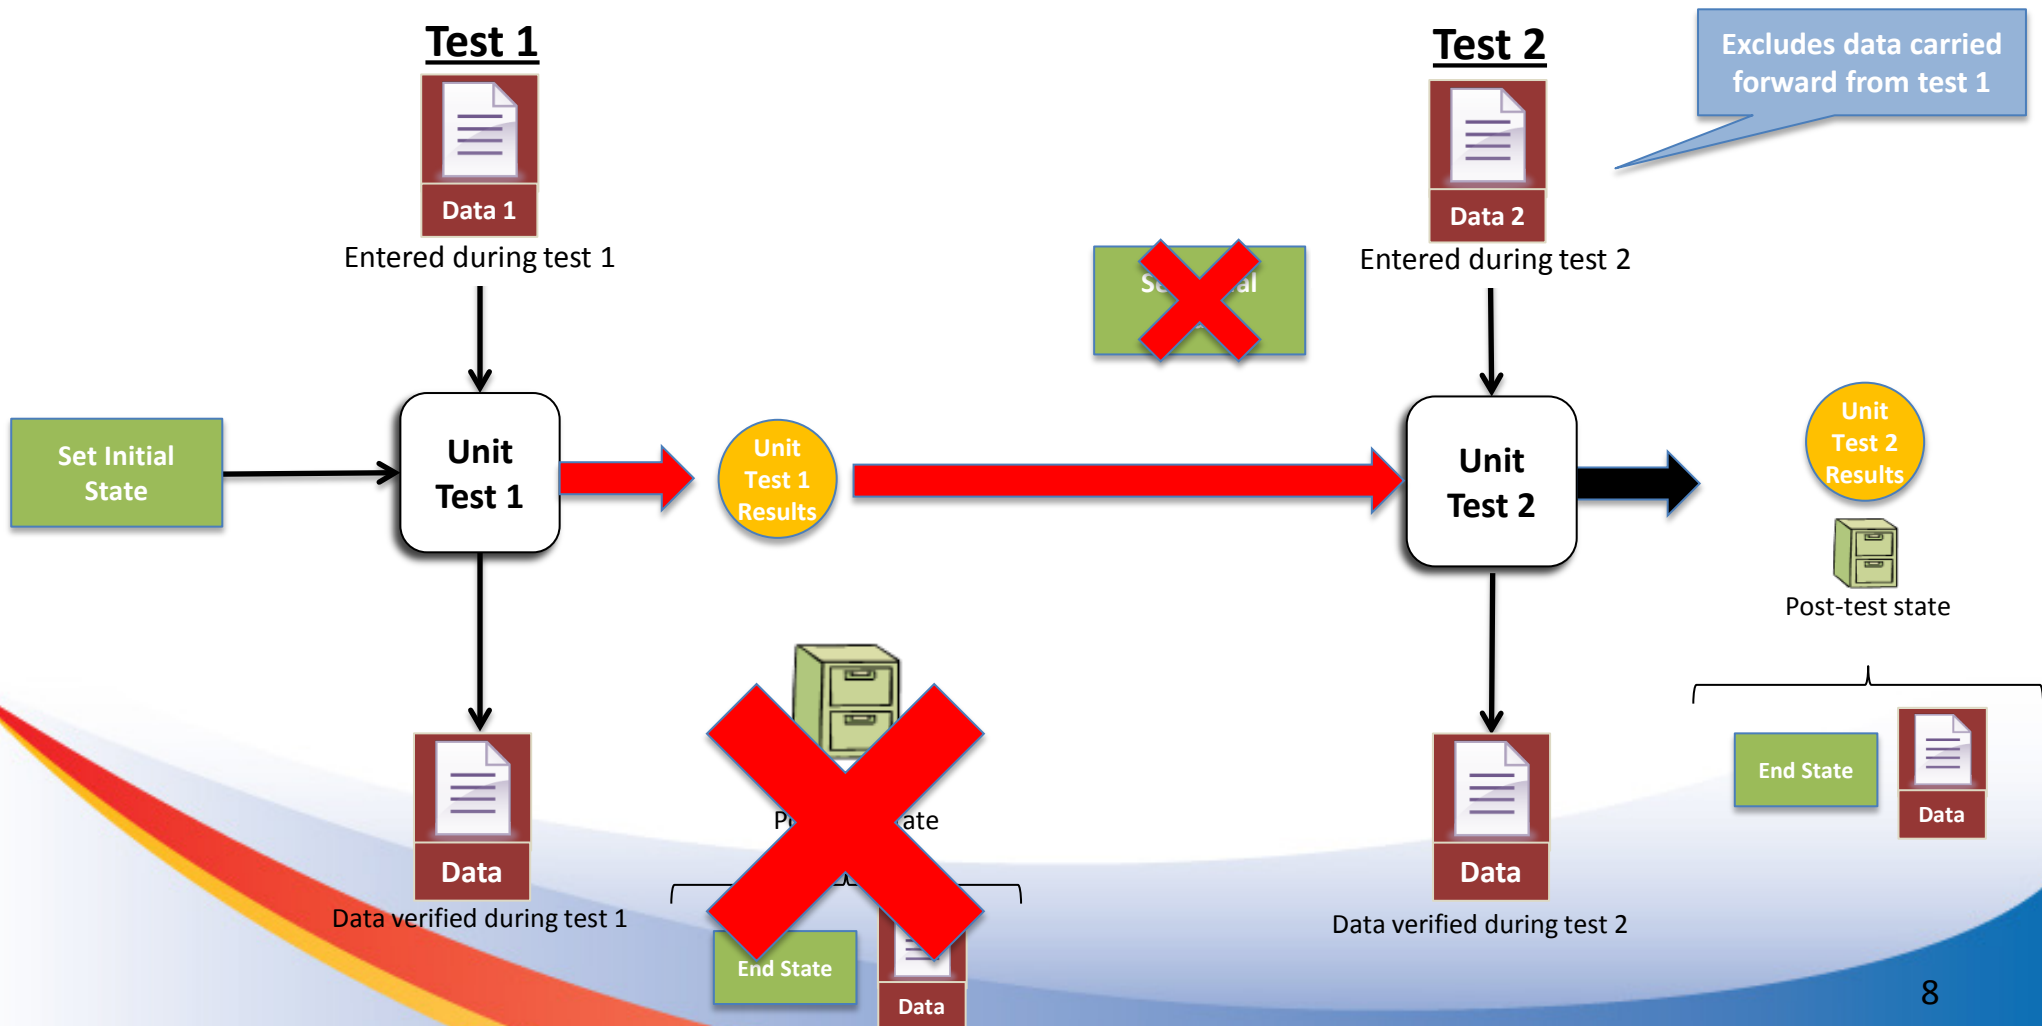 Test 1
Data 1
Entered during test 1
Set Initial
State
Unit
Test 1
Unit
Test 1
Results
Data
Data verified during test 1
End State
Data
Test 2
Data 2
Entered during test 2
Excludes data carried
forward from test 1
Unit
Test 2
Unit
Test 2
Results
Post-test state
End State
Data
Data
Data verified during test 2
8